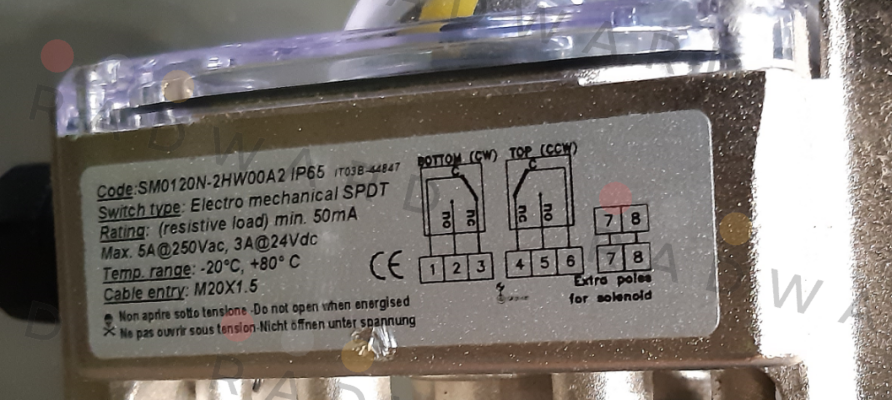 Code:SM0120N-2HW00A2 IP65 IT03B-44847
Switch type: Electro mechanical SPDT
Rating: (resistive load) min. 50mA
Max. 5A@250Vac, 3A@24Vdc
Temp. range: -20°C, +80° C
Cable entry: M20X1.5
Non aprire sotto tensione -Do not open when energised
Ne pas ouvrir sous tension-Nicht öffnen unter spannung
CE
BOTTOM (CW) TOP (CCW)
C C
NO NC NC NO
7 8
1 2 3 4 5 6 7 8
Extra poles
for solenoid
RADWARD
RADWARD
RADWARD